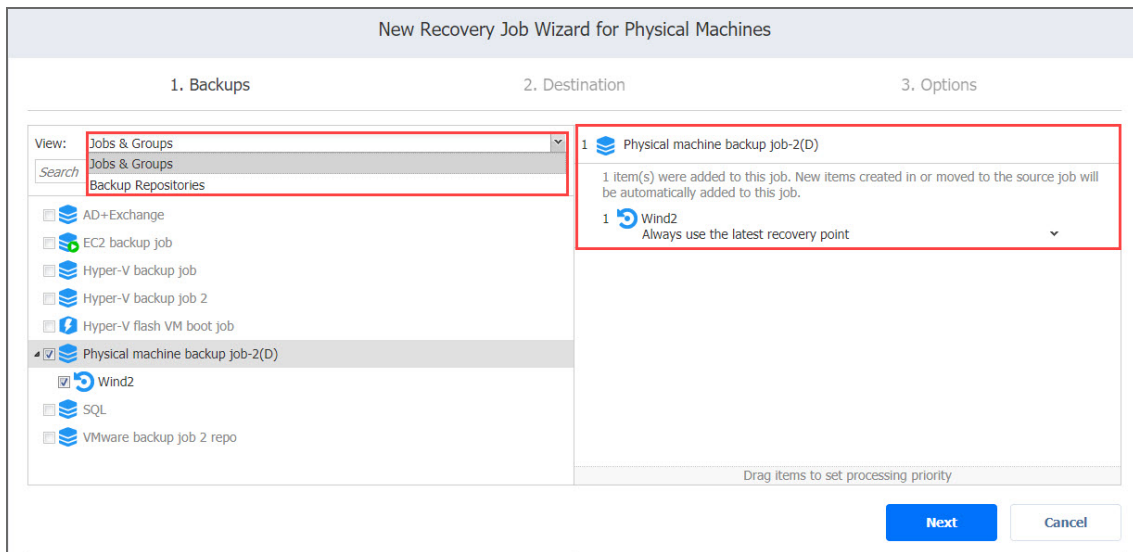 New Recovery Job Wizard for Physical Machines
1. Backups
2. Destination
3. Options
View:
Jobs & Groups
Search
Jobs & Groups
Backup Repositories
AD+Exchange
EC2 backup job
Hyper-V backup job
Hyper-V backup job 2
Hyper-V flash VM boot job
Physical machine backup job-2(D)
Wind2
SQL
VMware backup job 2 repo
1 Physical machine backup job-2(D)
1 item(s) were added to this job. New items created in or moved to the source job will
be automatically added to this job.
1 Wind2
Always use the latest recovery point
Drag items to set processing priority
Next
Cancel